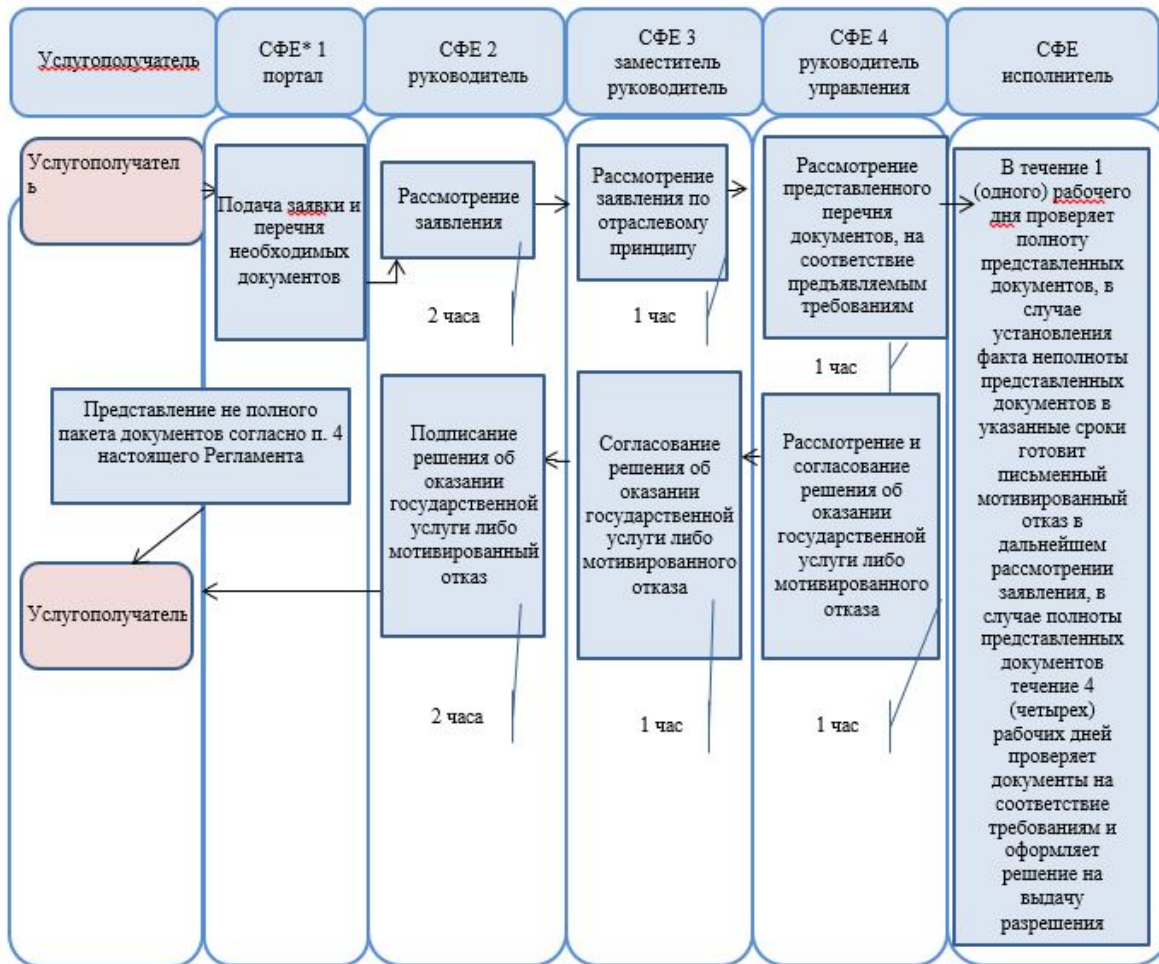 Услугополучатель
СФЕ* 1
портал
СФЕ 2
руководитель
СФЕ 3
заместитель
руководитель
СФЕ 4
руководитель
управления
СФЕ
исполнитель
Услугополучател
ь
Подача заявки и
перечня
необходимых
документов
Рассмотрение
заявления
2 часа
Рассмотрение
заявления по
отраслевому
принципу
1 час
Рассмотрение
представленного
перечня
документов, на
соответствие
предъявляемым
требованиям
1 час
В течение 1
(одного) рабочего
дня проверяет
полноту
представленных
документов, в
случае
установления
факта неполноты
представленных
документов в
указанные сроки
готовит
письменный
мотивированный
отказ в
дальнейшем
рассмотрении
заявления, в
случае полноты
представленных
документов
течение 4
(четырех)
рабочих дней
проверяет
документы на
соответствие
требованиям и
оформляет
решение на
выдачу
разрешения
Представление не полного
пакета документов согласно п. 4
настоящего Регламента
Подписание
решения об
оказании
государственной
услуги либо
мотивированный
отказ
2 часа
Согласование
решения об
оказании
государственной
услуги либо
мотивированного
отказа
1 час
Рассмотрение и
согласование
решения об
оказании
государственной
услуги либо
мотивированного
отказа
1 час
Услугополучатель